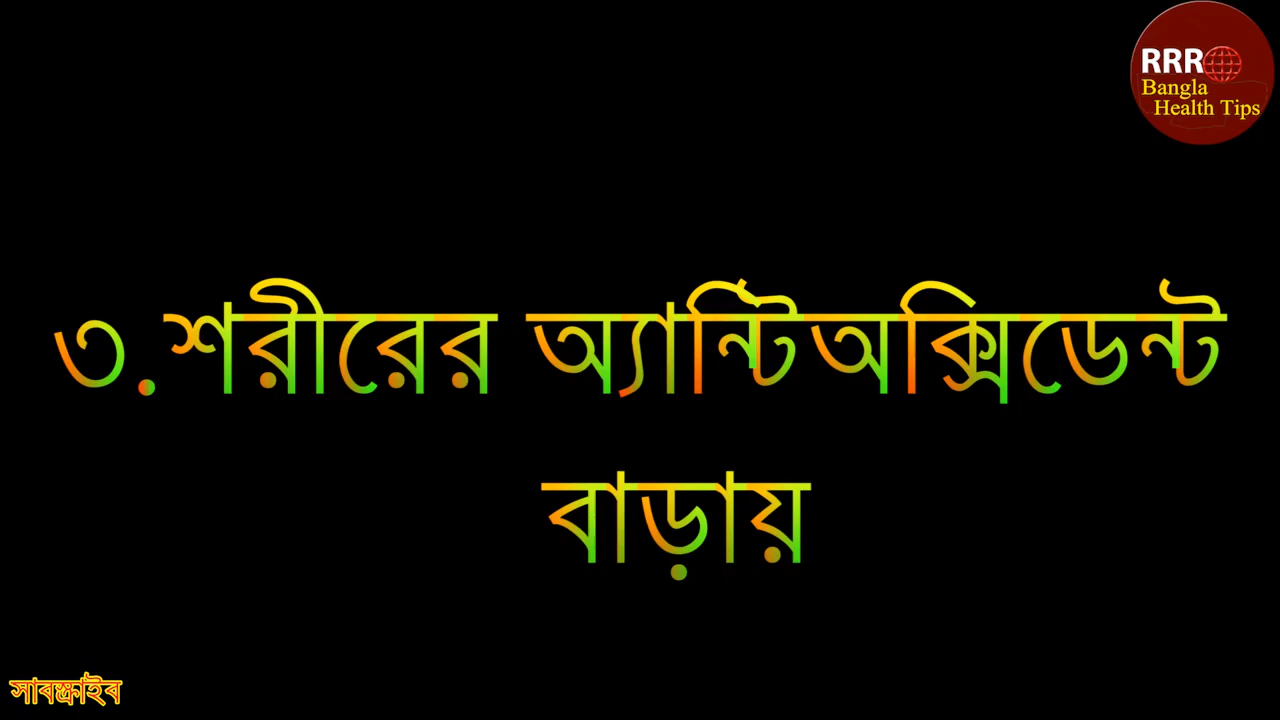 RRR
Bangla
Health Tips
৩.শরীরের অ্যান্টিঅক্সিডেন্ট
বাড়ায়
সাবস্ক্রাইব